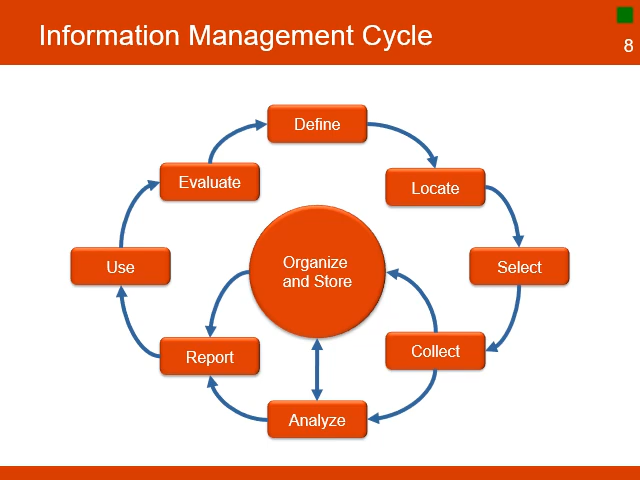 Information Management Cycle
8
Define
Locate
Select
Collect
Analyze
Report
Use
Evaluate
Organize
and Store